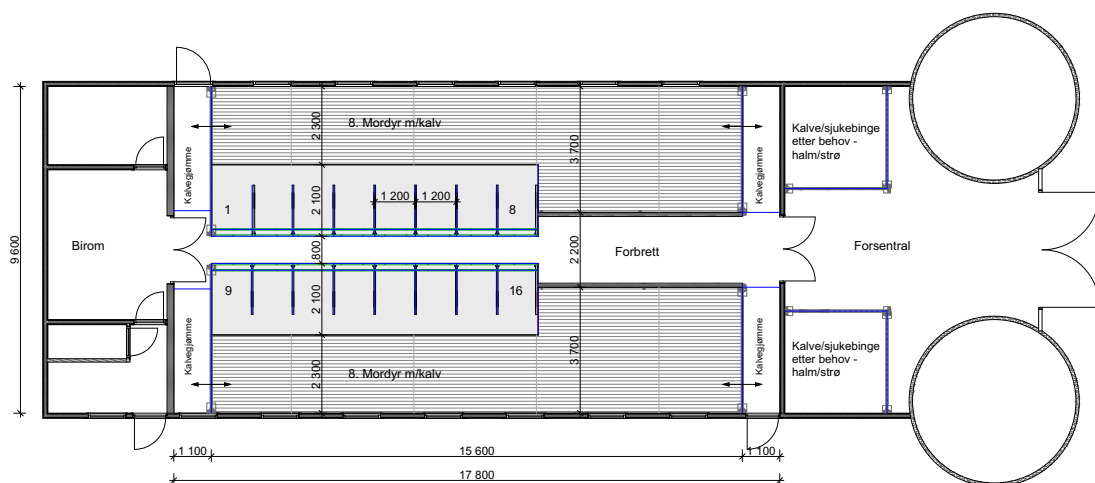 9 600
Birom
Kalvegjømme
Kalvegjømme
2 300
2 100
800
2 100
2 300
8. Mordyr m/kalv
1
1 200
1 200
8
9
16
8. Mordyr m/kalv
3 700
2 200
3 700
Forbrett
Kalvegjømme
Kalvegjømme
Kalve/sjukebinge
etter behov -
halm/strø
Forsentral
Kalve/sjukebinge
etter behov -
halm/strø
1 100
15 600
1 100
17 800